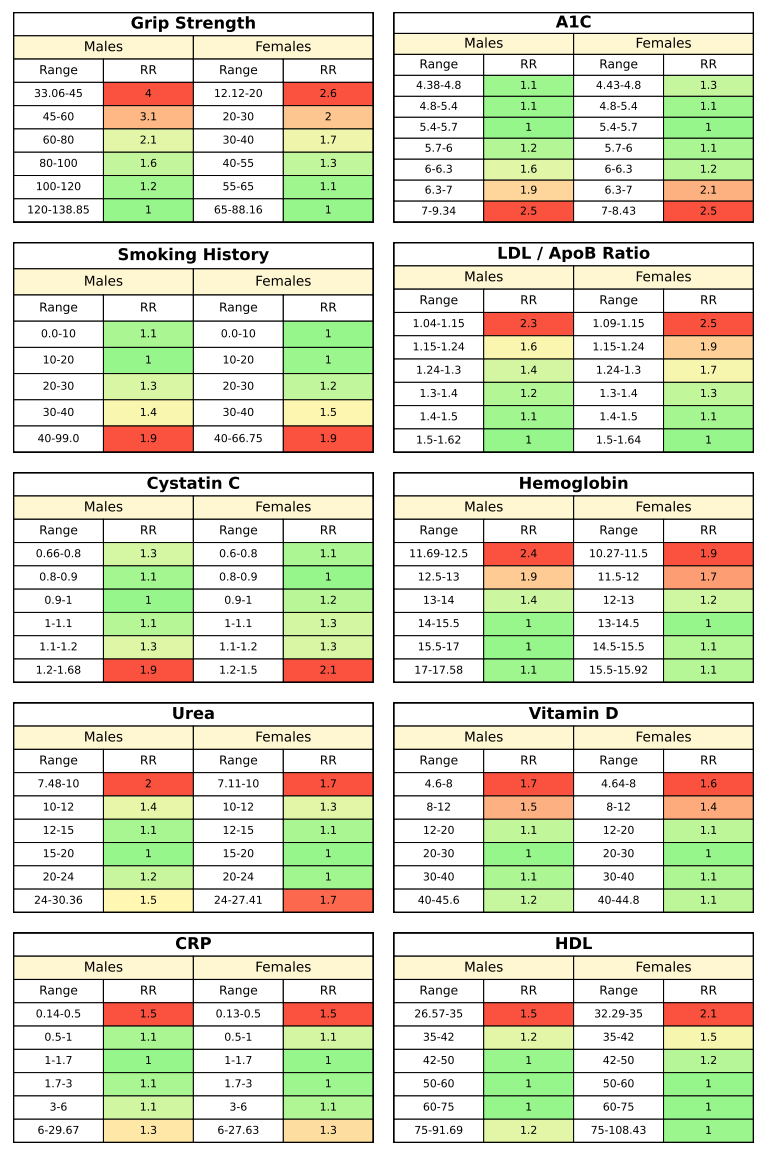 Grip Strength
Males Females
Range RR Range RR
33.06-45 4 12.12-20 2.6
45-60 3.1 20-30 2
60-80 2.1 30-40 1.7
80-100 1.6 40-55 1.3
100-120 1.2 55-65 1.1
120-138.85 1 65-88.16 1
A1C
Males Females
Range RR Range RR
4.38-4.8 1.1 4.43-4.8 1.3
4.8-5.4 1.1 4.8-5.4 1.1
5.4-5.7 1 5.4-5.7 1
5.7-6 1.2 5.7-6 1.1
6-6.3 1.6 6-6.3 1.2
6.3-7 1.9 6.3-7 2.1
7-9.34 2.5 7-8.43 2.5
Smoking History
Males Females
Range RR Range RR
0.0-10 1.1 0.0-10 1
10-20 1 10-20 1
20-30 1.3 20-30 1.2
30-40 1.4 30-40 1.5
40-99.0 1.9 40-66.75 1.9
LDL / ApoB Ratio
Males Females
Range RR Range RR
1.04-1.15 2.3 1.09-1.15 2.5
1.15-1.24 1.6 1.15-1.24 1.9
1.24-1.3 1.4 1.24-1.3 1.7
1.3-1.4 1.2 1.3-1.4 1.3
1.4-1.5 1.1 1.4-1.5 1.1
1.5-1.62 1 1.5-1.64 1
Cystatin C
Males Females
Range RR Range RR
0.66-0.8 1.3 0.6-0.8 1.1
0.8-0.9 1.1 0.8-0.9 1
0.9-1 1 0.9-1 1.2
1-1.1 1.1 1-1.1 1.3
1.1-1.2 1.3 1.1-1.2 1.3
1.2-1.68 1.9 1.2-1.5 2.1
Hemoglobin
Males Females
Range RR Range RR
11.69-12.5 2.4 10.27-11.5 1.9
12.5-13 1.9 11.5-12 1.7
13-14 1.4 12-13 1.2
14-15.5 1 13-14.5 1
15.5-17 1 14.5-15.5 1.1
17-17.58 1.1 15.5-15.92 1.1
Urea
Males Females
Range RR Range RR
7.48-10 2 7.11-10 1.7
10-12 1.4 10-12 1.3
12-15 1.1 12-15 1.1
15-20 1 15-20 1
20-24 1.2 20-24 1
24-30.36 1.5 24-27.41 1.7
Vitamin D
Males Females
Range RR Range RR
4.6-8 1.7 4.64-8 1.6
8-12 1.5 8-12 1.4
12-20 1.1 12-20 1.1
20-30 1 20-30 1
30-40 1.1 30-40 1.1
40-45.6 1.2 40-44.8 1.1
CRP
Males Females
Range RR Range RR
0.14-0.5 1.5 0.13-0.5 1.5
0.5-1 1.1 0.5-1 1.1
1-1.7 1 1-1.7 1
1.7-3 1.1 1.7-3 1
3-6 1.1 3-6 1.1
6-29.67 1.3 6-27.63 1.3
HDL
Males Females
Range RR Range RR
26.57-35 1.5 32.29-35 2.1
35-42 1.2 35-42 1.5
42-50 1 42-50 1.2
50-60 1 50-60 1
60-75 1 60-75 1
75-91.69 1.2 75-108.43 1